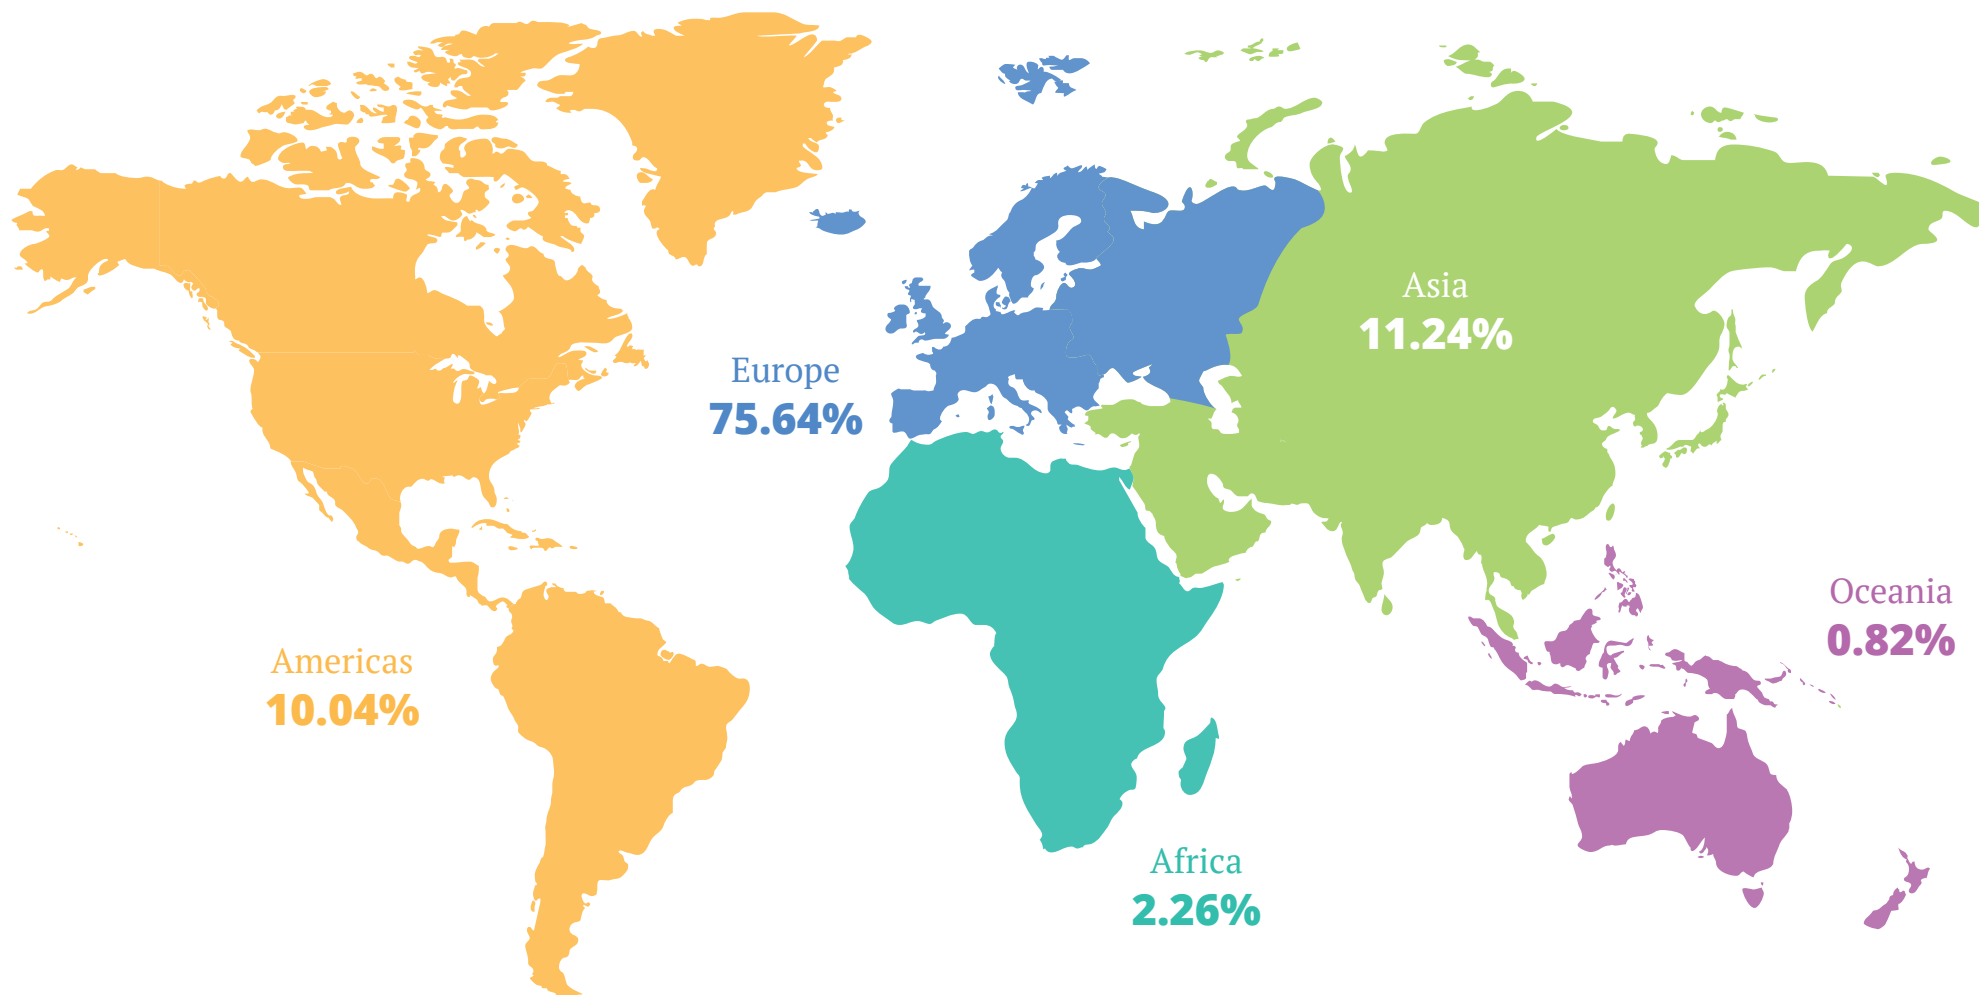 Asia
11.24%
Europe
75.64%
Oceania
0.82%
Americas
10.04%
Africa
2.26%